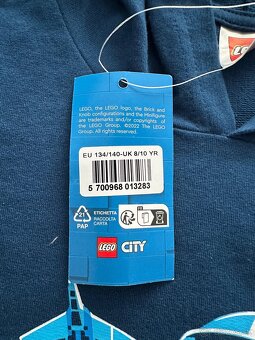 LEGO, the LEGO logo, the Brick and
Knob configurations and the Minifigure
are trademarks and/or copyrights
of the LEGO Group. ©2022 The
LEGO Group. All rights reserved.
EU 134/140-UK 8/10 YR
5 700968 013283
21
PAP
ETICHETTA
RACCOLTA
CARTA
LEGO
CITY
LEGO